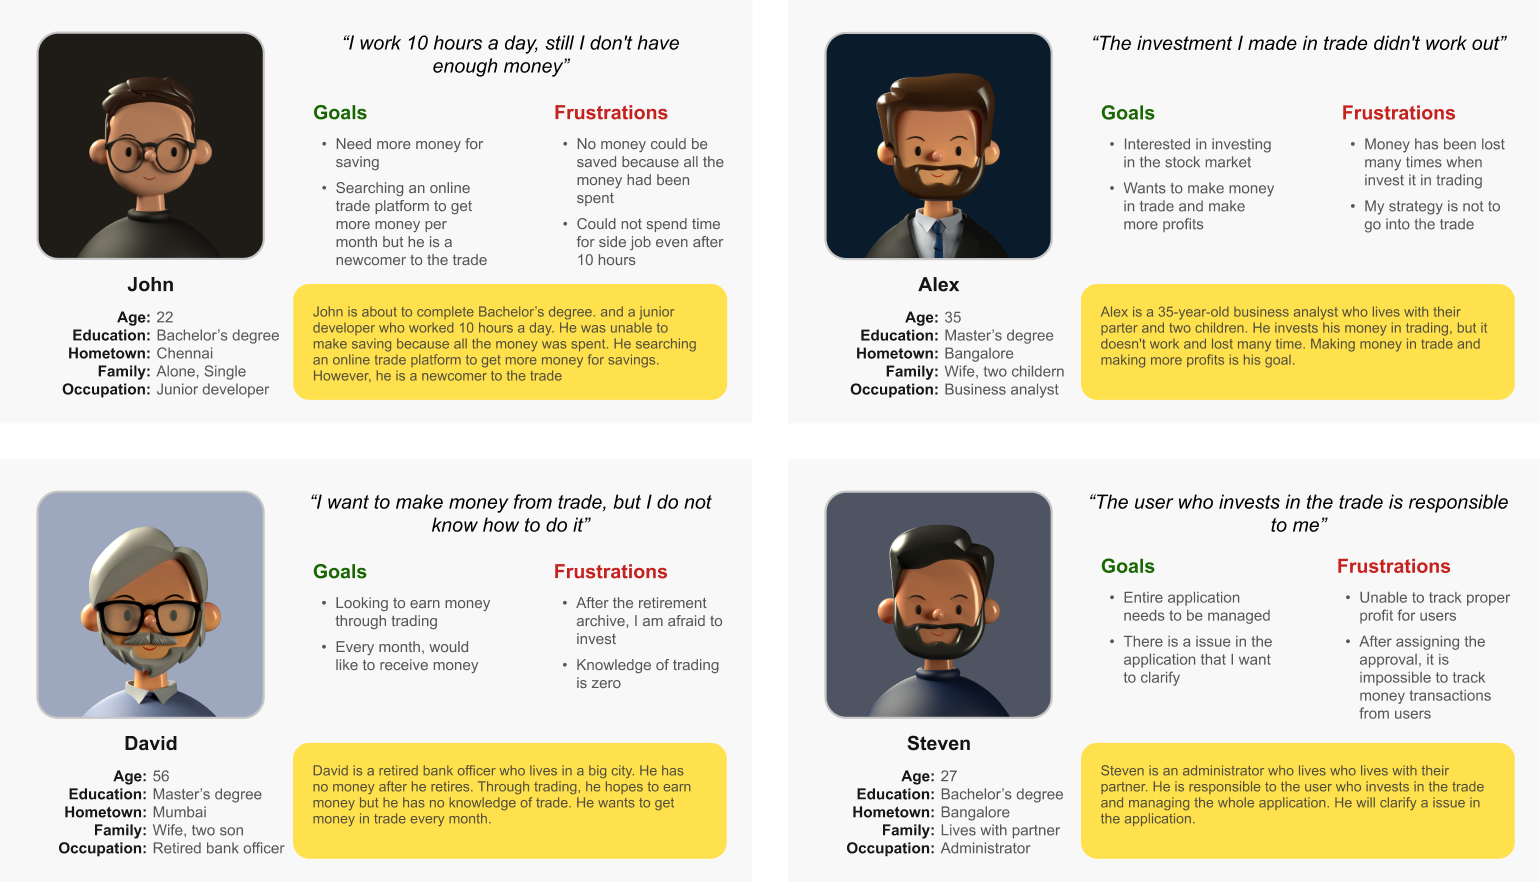 “I work 10 hours a day, still I don't have
enough money”
Goals
• Need more money for
saving
• Searching an online
trade platform to get
more money per
month but he is a
newcomer to the trade
Frustrations
• No money could be
saved because all the
money had been
spent
• Could not spend time
for side job even after
10 hours
John
Age: 22
Education: Bachelor’s degree
Hometown: Chennai
Family: Alone, Single
Occupation: Junior developer
John is about to complete Bachelor’s degree. and a junior
developer who worked 10 hours a day. He was unable to
make saving because all the money was spent. He searching
an online trade platform to get more money for savings.
However, he is a newcomer to the trade
“The investment I made in trade didn't work out”
Goals
• Interested in investing
in the stock market
• Wants to make money
in trade and make
more profits
Frustrations
• Money has been lost
many times when
invest it in trading
• My strategy is not to
go into the trade
Alex
Age: 35
Education: Master’s degree
Hometown: Bangalore
Family: Wife, two childern
Occupation: Business analyst
Alex is a 35-year-old business analyst who lives with their
parter and two children. He invests his money in trading, but it
doesn't work and lost many time. Making money in trade and
making more profits is his goal.
“I want to make money from trade, but I do not
know how to do it”
Goals
• Looking to earn money
through trading
• Every month, would
like to receive money
Frustrations
• After the retirement
archive, I am afraid to
invest
• Knowledge of trading
is zero
David
Age: 56
Education: Master’s degree
Hometown: Mumbai
Family: Wife, two son
Occupation: Retired bank officer
David is a retired bank officer who lives in a big city. He has
no money after he retires. Through trading, he hopes to earn
money but he has no knowledge of trade. He wants to get
money in trade every month.
“The user who invests in the trade is responsible
to me”
Goals
• Entire application
needs to be managed
• There is a issue in the
application that I want
to clarify
Frustrations
• Unable to track proper
profit for users
• After assigning the
approval, it is
impossible to track
money transactions
from users
Steven
Age: 27
Education: Bachelor’s degree
Hometown: Bangalore
Family: Lives with partner
Occupation: Administrator
Steven is an administrator who lives who lives with their
partner. He is responsible to the user who invests in the trade
and managing the whole application. He will clarify a issue in
the application.